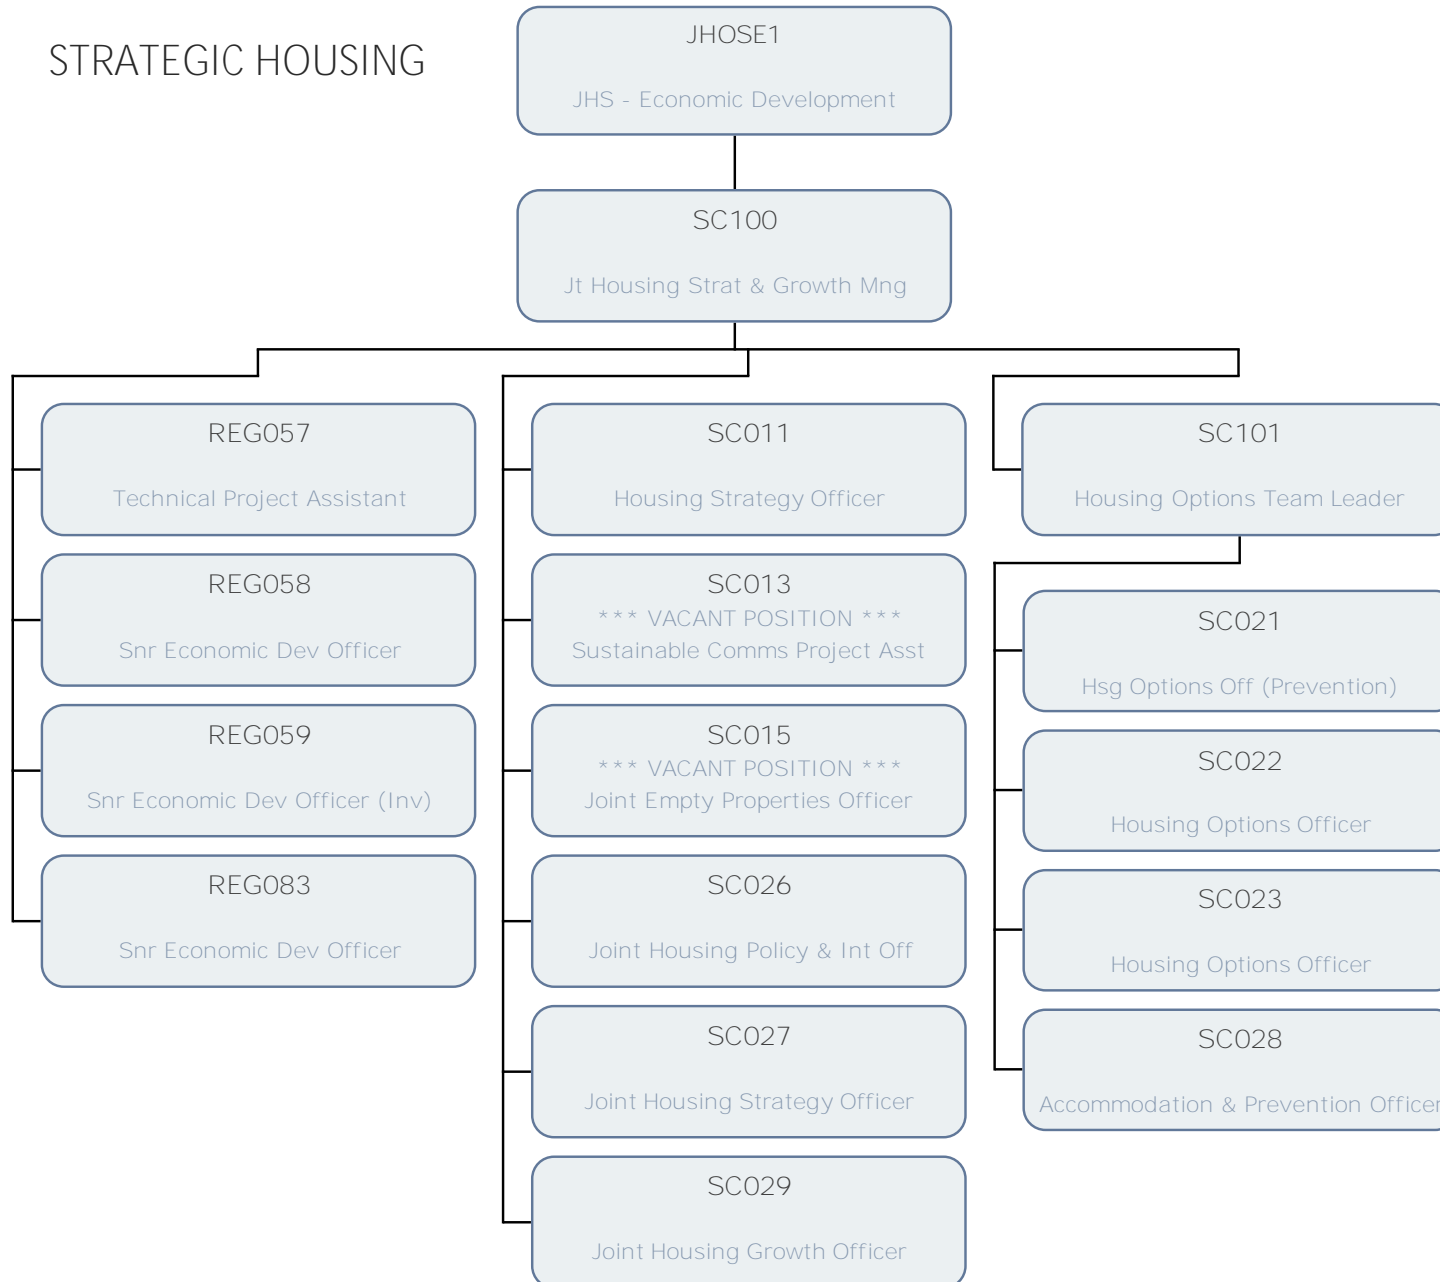 STRATEGIC HOUSING
JHOSE1
JHS - Economic Development
SC100
Jt Housing Strat & Growth Mng
REG057
Technical Project Assistant
REG058
Snr Economic Dev Officer
REG059
Snr Economic Dev Officer (Inv)
REG083
Snr Economic Dev Officer
SC011
Housing Strategy Officer
SC013
*** VACANT POSITION ***
Sustainable Comms Project Asst
SC015
*** VACANT POSITION ***
Joint Empty Properties Officer
SC026
Joint Housing Policy & Int Off
SC027
Joint Housing Strategy Officer
SC029
Joint Housing Growth Officer
SC101
Housing Options Team Leader
SC021
Hsg Options Off (Prevention)
SC022
Housing Options Officer
SC023
Housing Options Officer
SC028
Accommodation & Prevention Officer